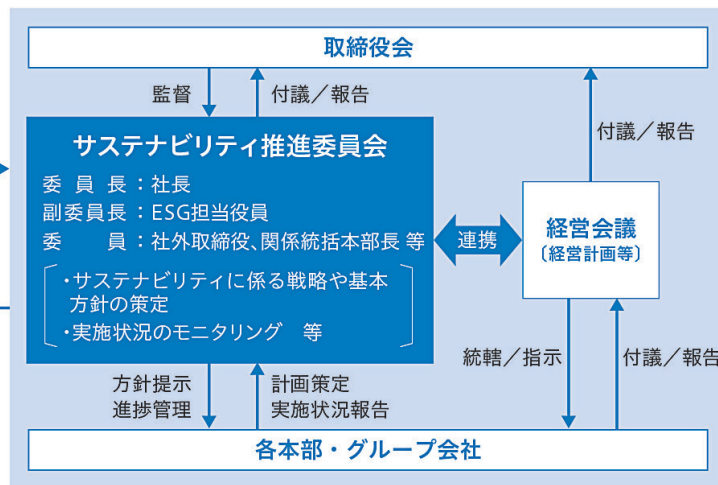 取締役会
監督
付議／報告
付議／報告
サステナビリティ推進委員会
委員長：社長
副委員長：ESG担当役員
委員：社外取締役、関係統括本部長 等
・サステナビリティに係る戦略や基本
方針の策定
・実施状況のモニタリング 等
連携
経営会議
〔経営計画等〕
方針提示
進捗管理
計画策定
実施状況報告
統轄／指示
付議／報告
各本部・グループ会社